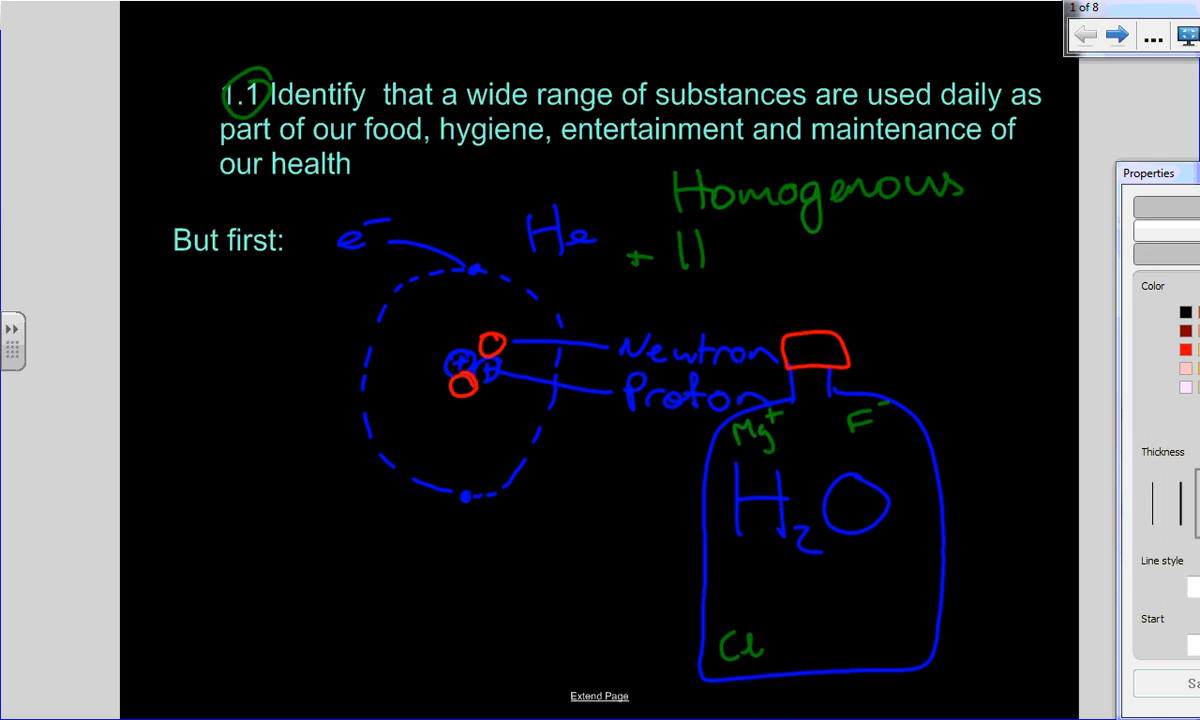 1 of 8
1.1 Identify that a wide range of substances are used daily as
part of our food, hygiene, entertainment and maintenance of
our health
Properties
Homogenous
But first:
e⁻
He
+ 11
Color
Neutron
Proton
Mg⁺
F⁻
Thickness
H₂O
Line style
Start
Cl
Extend Page